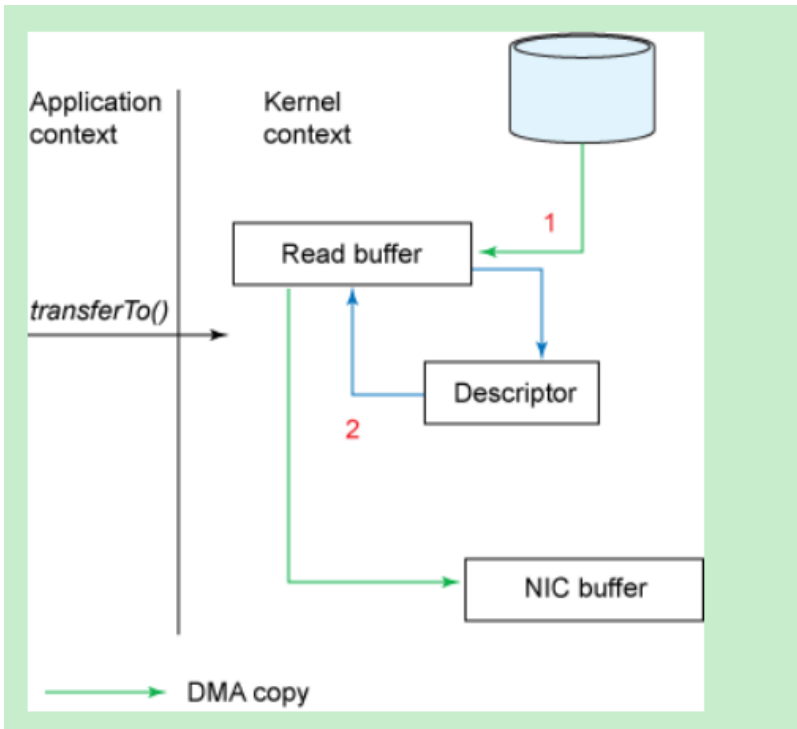 Application
context
Kernel
context
1
Read buffer
transferTo()
Descriptor
2
NIC buffer
DMA copy